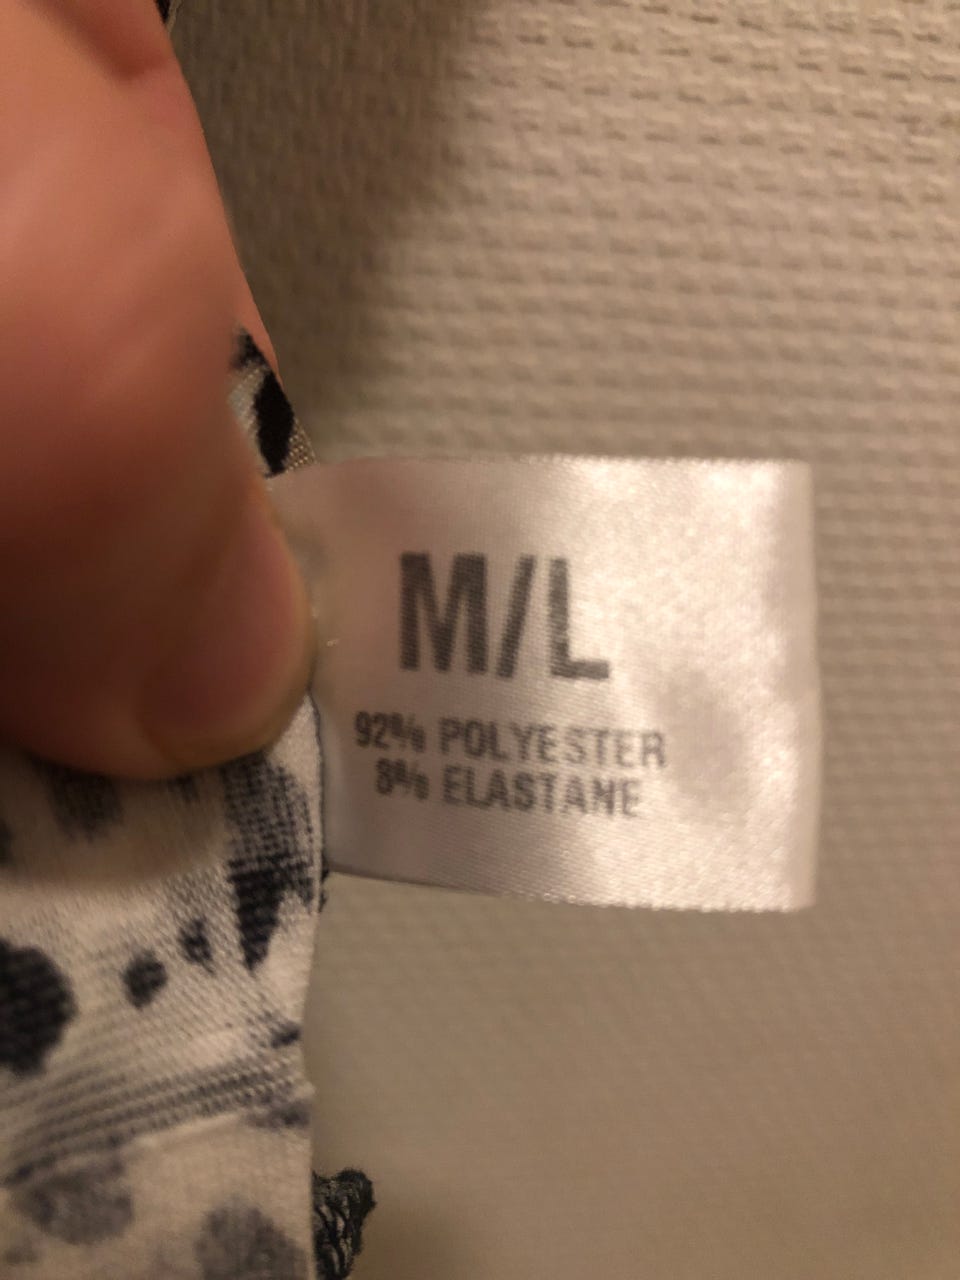 M/L
92% POLYESTER
8% ELASTANE